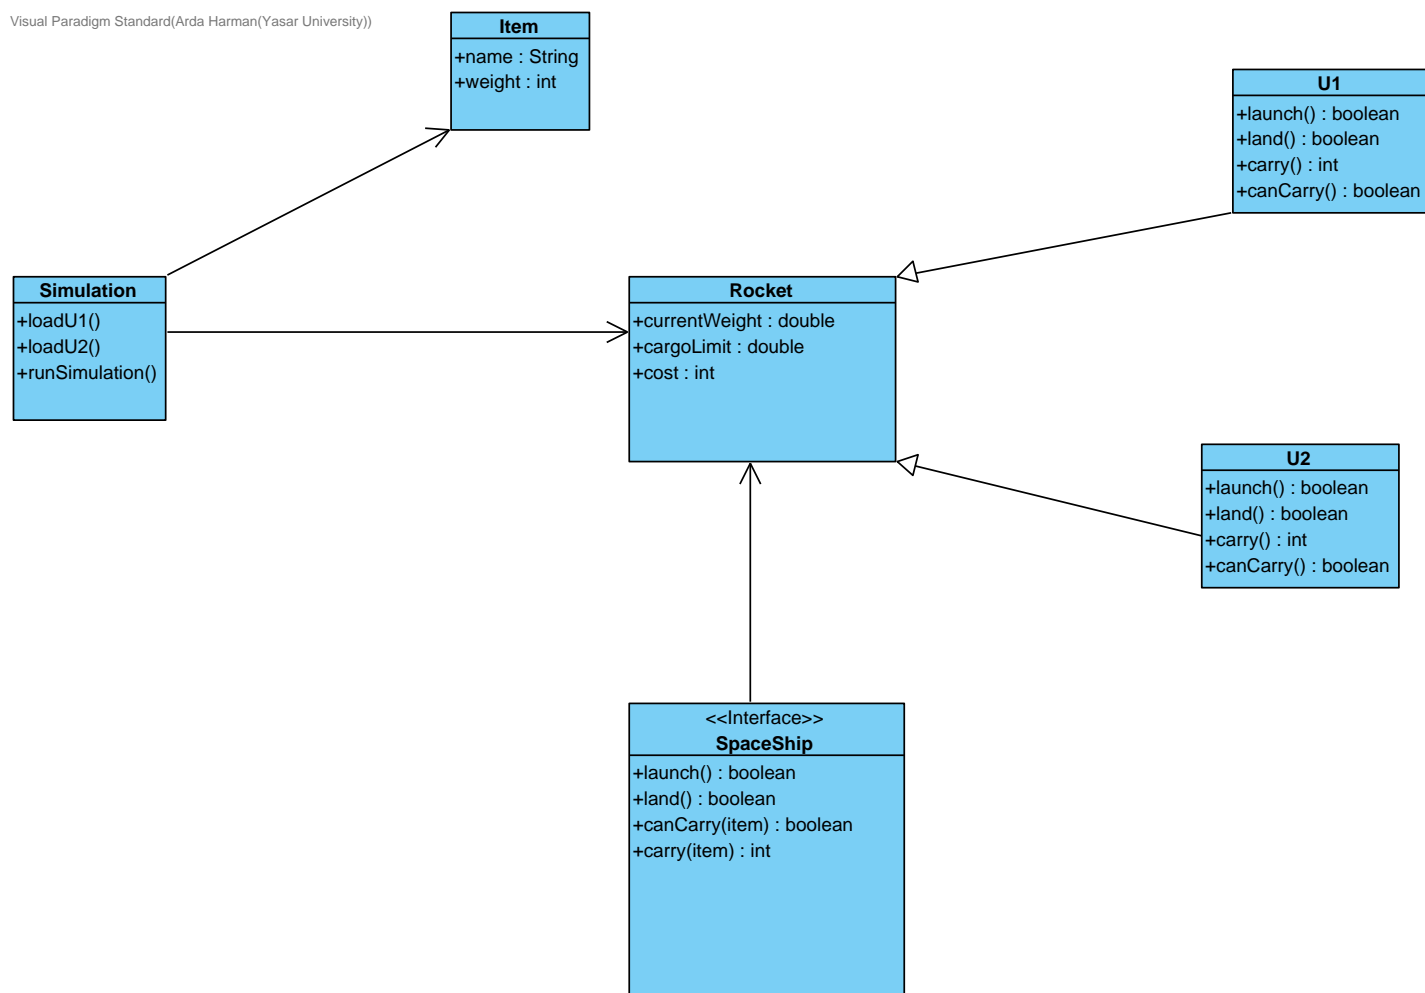 Visual Paradigm Standard(Arda Harman(Yasar University))
Item
+name : String
+weight : int
U1
+launch() : boolean
+land() : boolean
+carry() : int
+canCarry() : boolean
Simulation
+loadU1()
+loadU2()
+runSimulation()
Rocket
+currentWeight : double
+cargoLimit : double
+cost : int
U2
+launch() : boolean
+land() : boolean
+carry() : int
+canCarry() : boolean
<<Interface>>
SpaceShip
+launch() : boolean
+land() : boolean
+canCarry(item) : boolean
+carry(item) : int